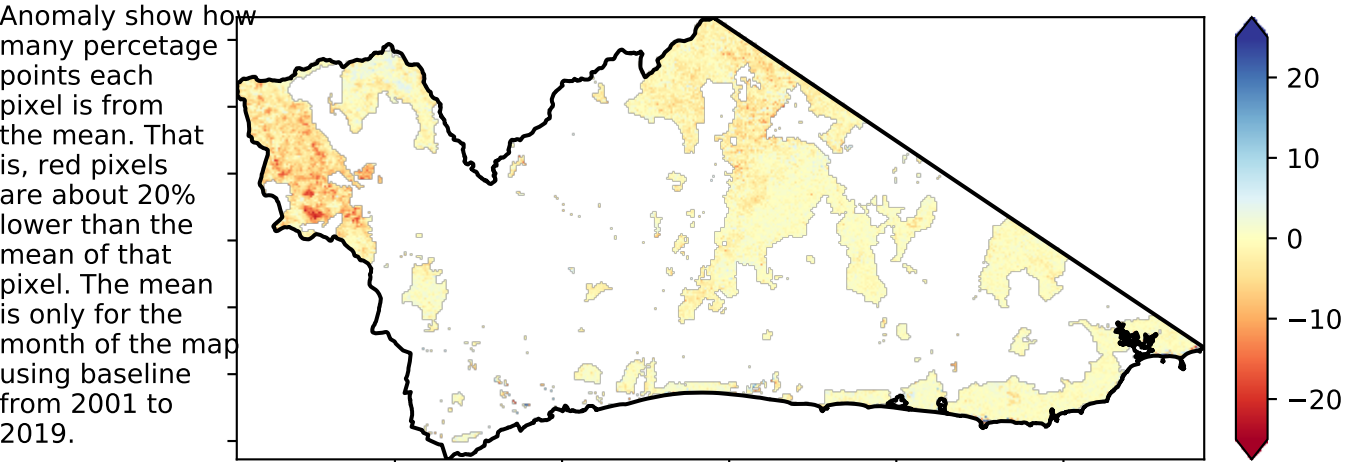 Anomaly show how
many percetage
points each
pixel is from
the mean. That
is, red pixels
are about 20%
lower than the
mean of that
pixel. The mean
is only for the
month of the map
using baseline
from 2001 to
2019.
20
10
0
−10
−20